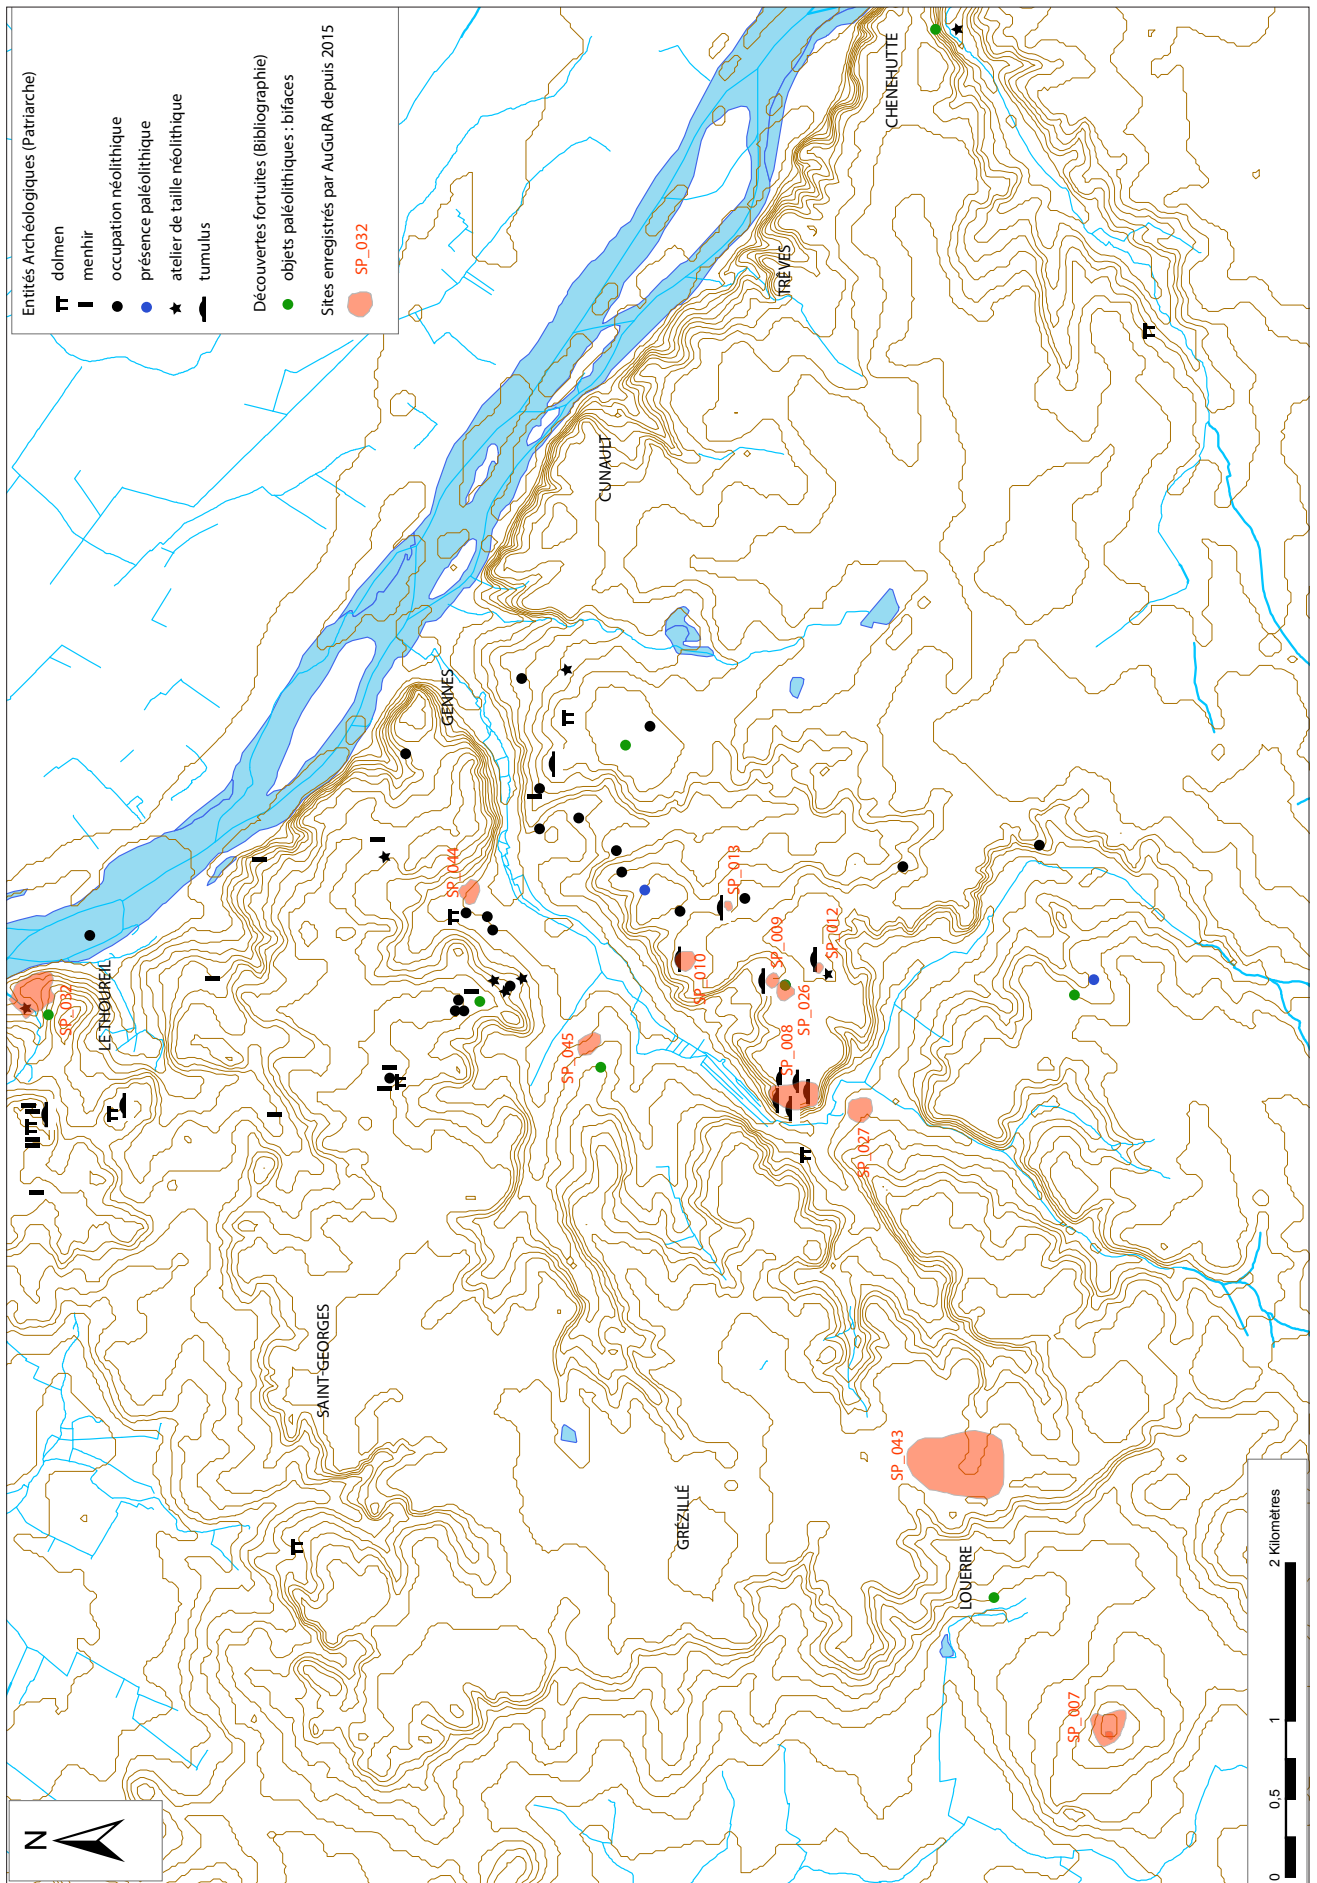 Entités Archéologiques (Patriarche)
dolmen
menhir
occupation néolithique
présence paléolithique
atelier de taille néolithique
tumulus
Découvertes fortuites (Bibliographie)
objets paléolithiques : bifaces
Sites enregistrés par AuGuRA depuis 2015
SP_032
N
LE THOUREIL
SP_032
SAINT-GEORGES
GENNES
SP_044
SP_045
CUNAULT
TRÈVES
CHENEHUTTE
SP_010
SP_013
SP_009
SP_026
SP_012
SP_008
SP_027
GRÉZILLÉ
SP_043
LOUERRE
SP_007
0 0,5 1 2 Kilomètres